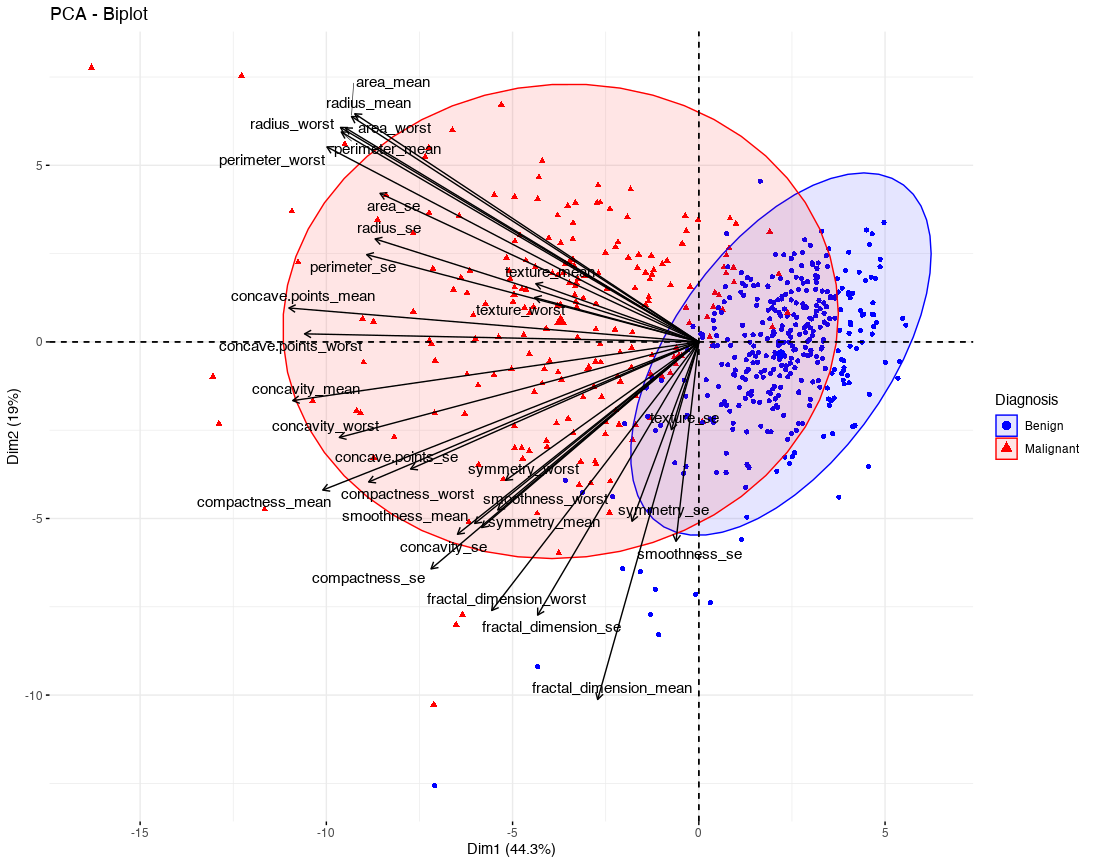 PCA - Biplot
area_mean
radius_mean
radius_worst
area_worst
perimeter_mean
perimeter_worst
area_se
radius_se
perimeter_se
texture_mean
concave.points_mean
texture_worst
concave.points_worst
concavity_mean
texture_se
concavity_worst
concave.points_se
symmetry_worst
compactness_worst
smoothness_worst
compactness_mean
symmetry_se
smoothness_mean
symmetry_mean
concavity_se
smoothness_se
compactness_se
fractal_dimension_worst
fractal_dimension_se
fractal_dimension_mean
5
0
-5
-10
Dim2 (19%)
-15
-10
-5
0
5
Dim1 (44.3%)
Diagnosis
Benign
Malignant